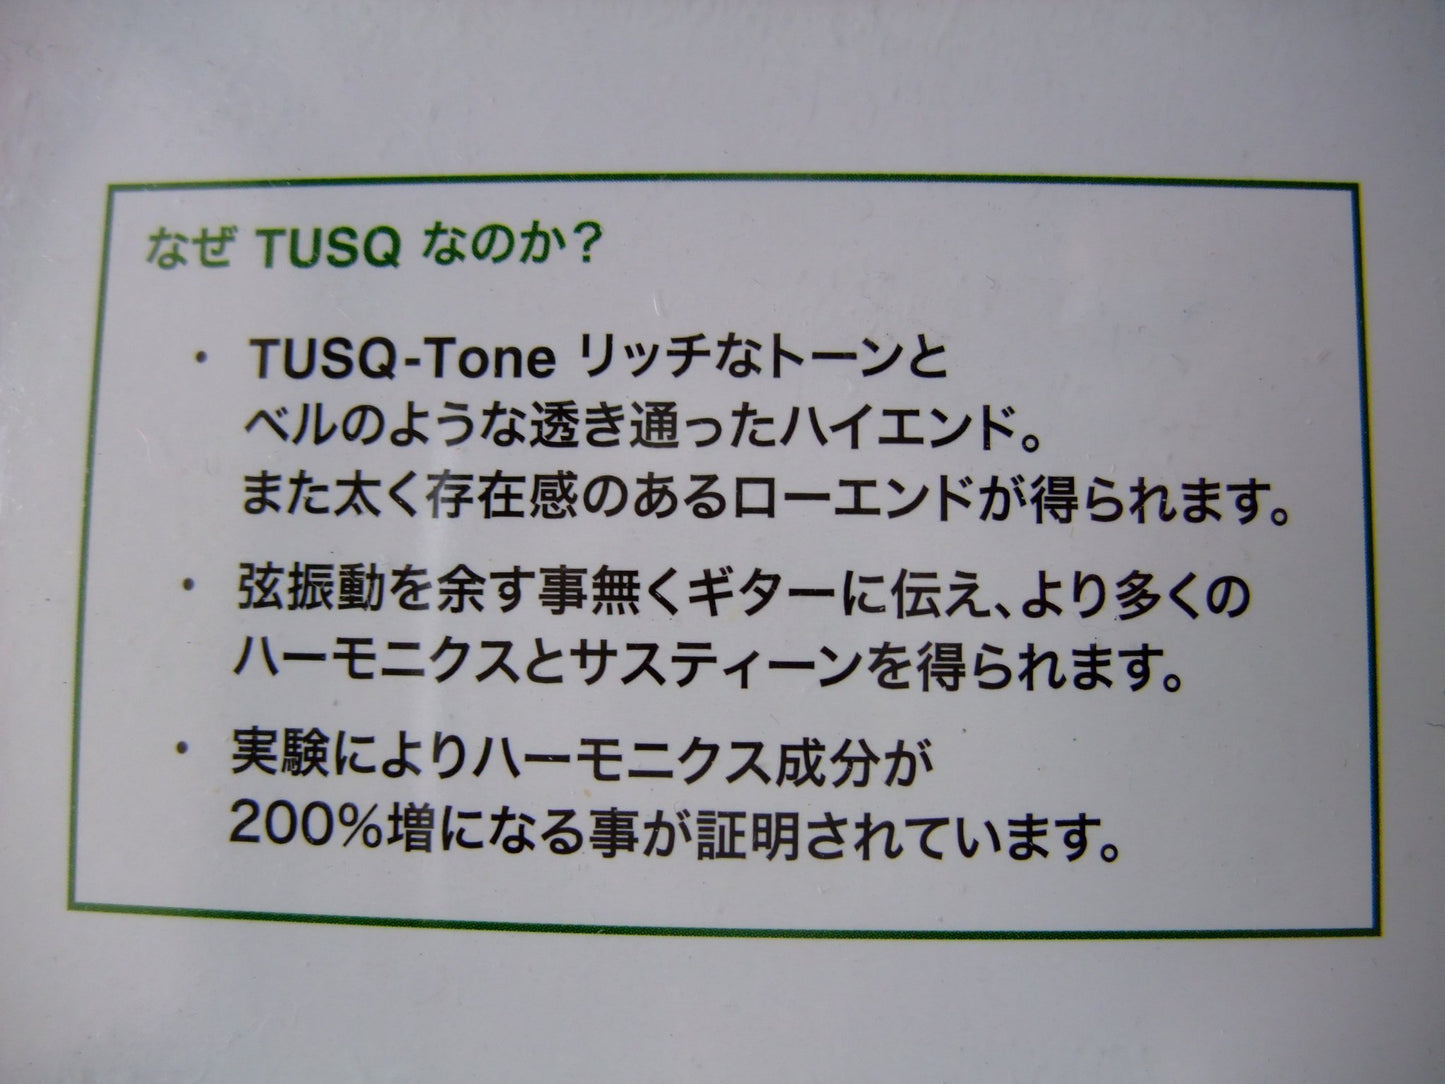 なぜ TUSQ なのか？
・ TUSQ-Tone リッチなトーンと
ベルのような透き通ったハイエンド。
また太く存在感のあるローエンドが得られます。
・ 弦振動を余す事無くギターに伝え、より多くの
ハーモニクスとサスティーンを得られます。
・ 実験によりハーモニクス成分が
200%増になる事が証明されています。